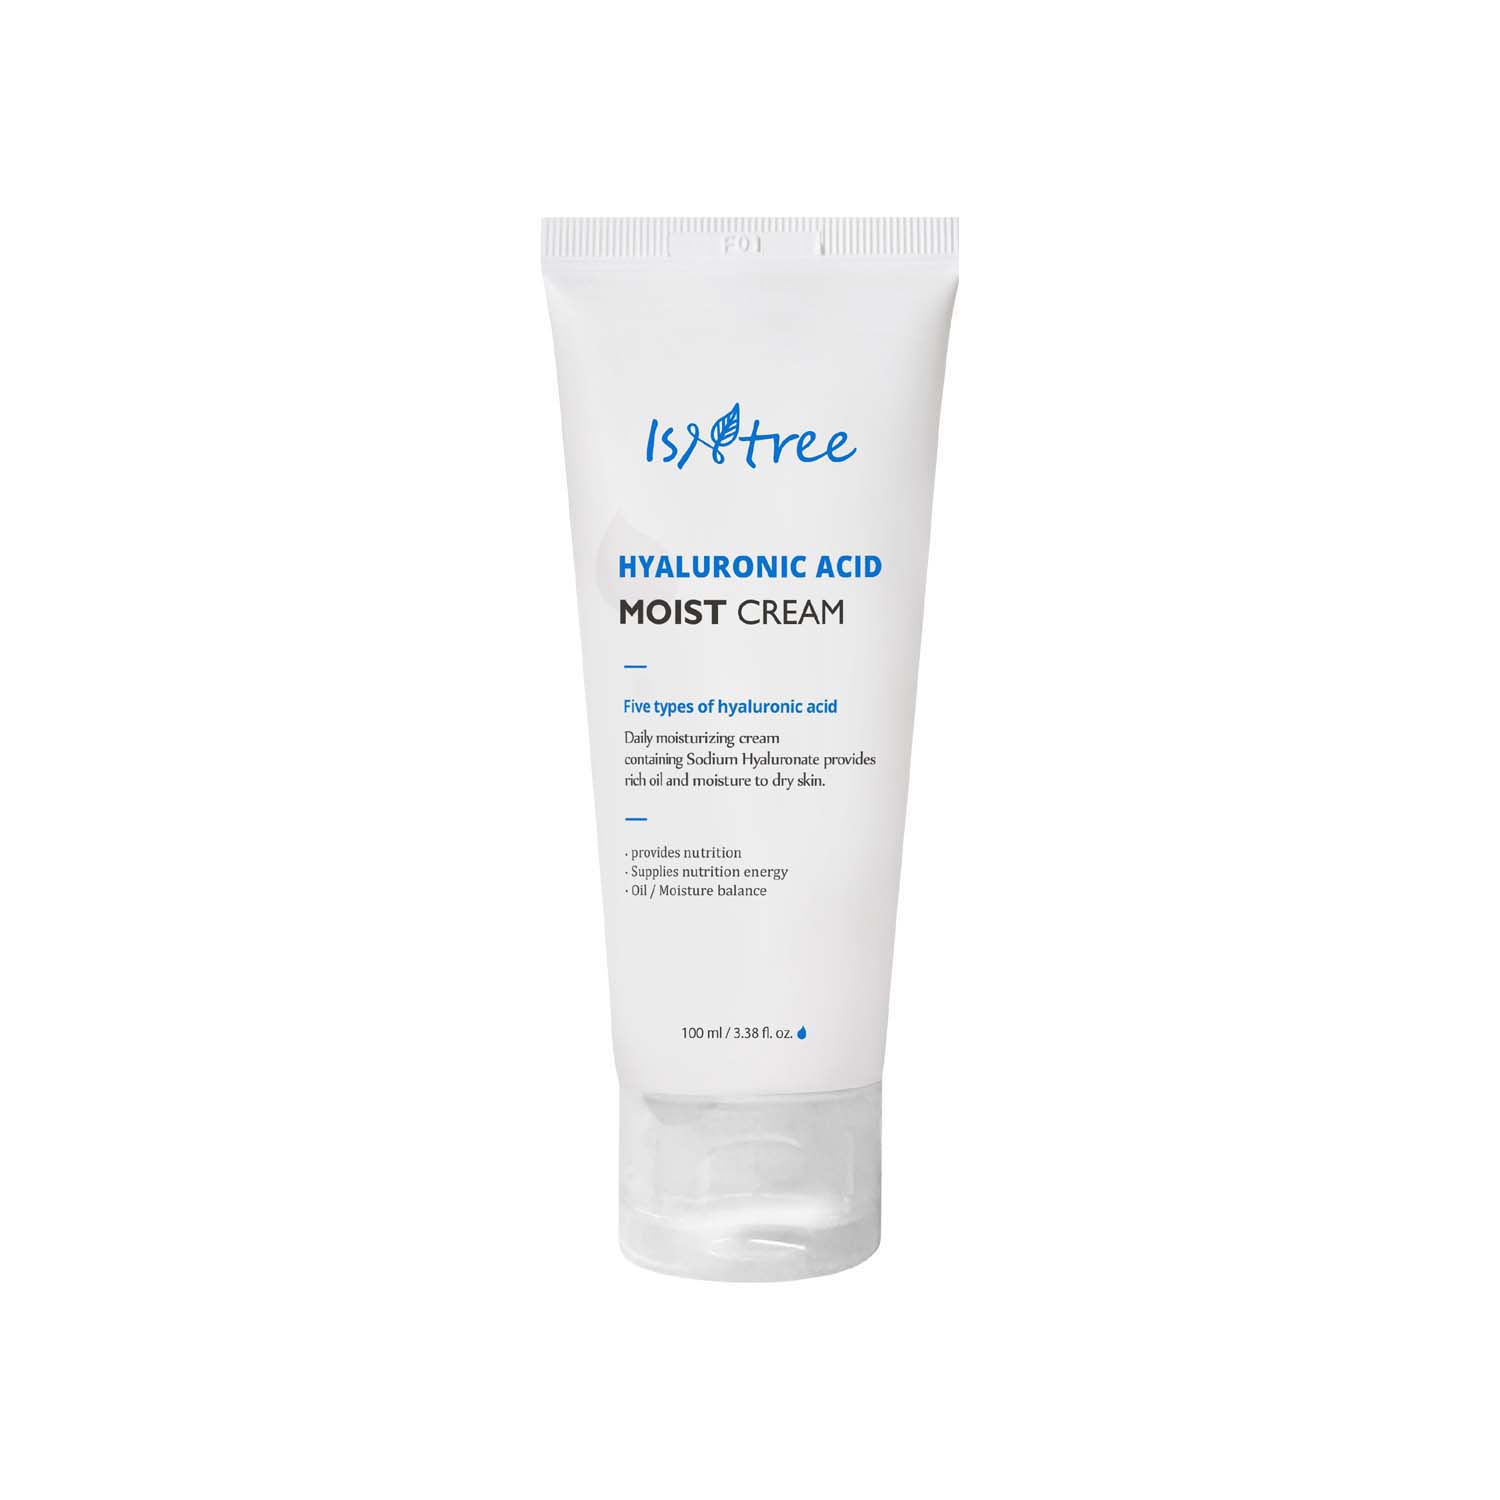 F01
Isntree
HYALURONIC ACID
MOIST CREAM
Five types of hyaluronic acid
Daily moisturizing cream
containing Sodium Hyaluronate provides
rich oil and moisture to dry skin.
· provides nutrition
· Supplies nutrition energy
· Oil / Moisture balance
100 ml / 3.38 fl. oz.